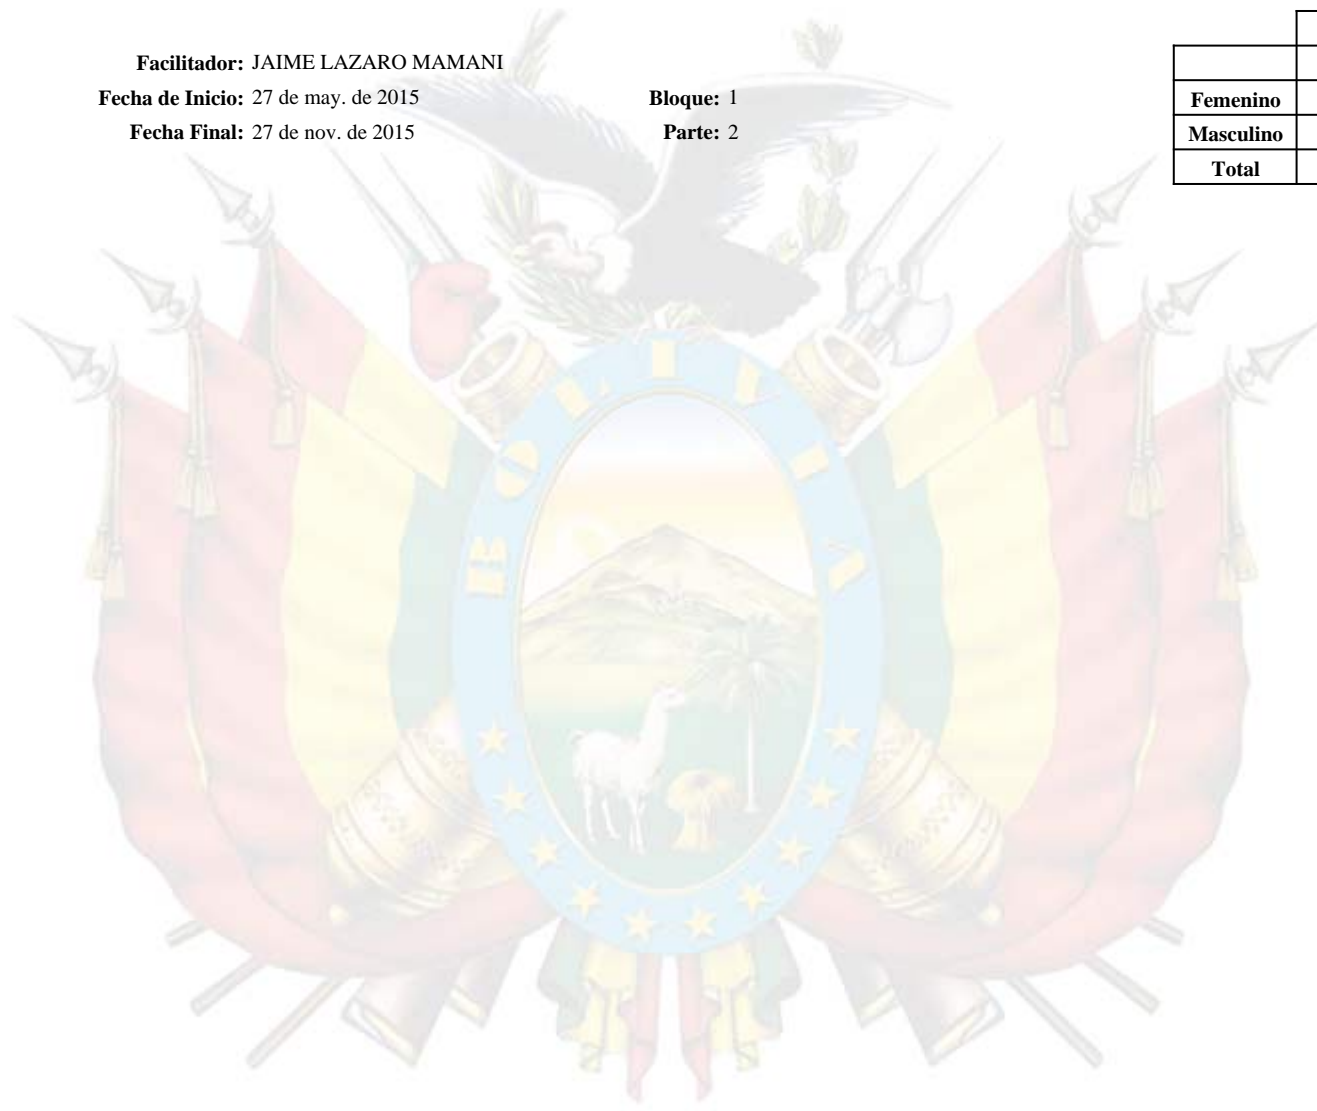 Facilitador: JAIME LAZARO MAMANI
Fecha de Inicio: 27 de may. de 2015 Bloque: 1
Fecha Final: 27 de nov. de 2015 Parte: 2
Femenino
Masculino
Total
BOLIVIA